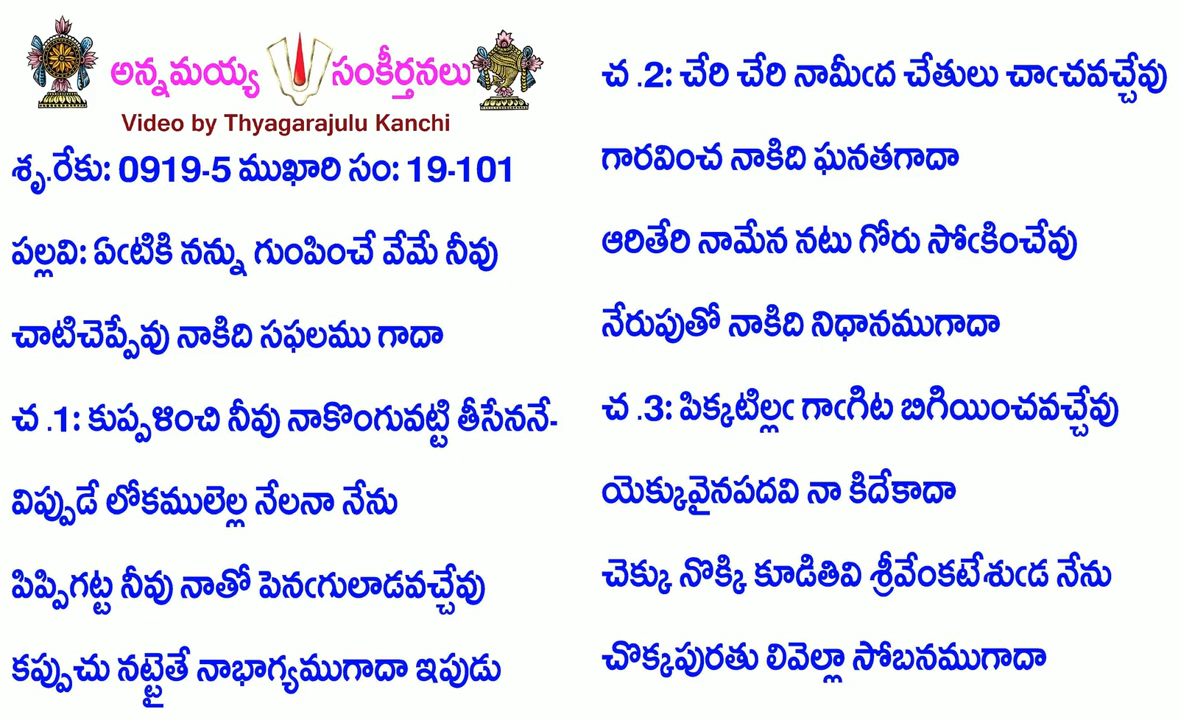 అన్నమయ్య సంకీర్తనలు
Video by Thyagarajulu Kanchi
శృ.రేకు: 0919-5 ముఖారి సం: 19-101
పల్లవి: ఏఁటికి నన్ను గుంపించే వేమే నీవు
చాటిచెప్పేవు నాకిది సఫలము గాదా
చ .1: కుప్పళించి నీవు నాకొంగువట్టి తీసేననే-
విప్పుడే లోకములెల్ల నేలనా నేను
పిప్పిగట్ట నీవు నాతో పెనఁగులాడవచ్చేవు
కప్పుచు నట్టైతే నాభాగ్యముగాదా ఇపుడు
చ .2: చేరి చేరి నామీఁద చేతులు చాఁచవచ్చేవు
గారవించ నాకిది ఘనతగాదా
ఆరితేరి నామేన నటు గోరు సోఁకించేవు
నేరుపుతో నాకిది నిధానముగాదా
చ .3: పిక్కటిల్లఁ గాఁగిట బిగియించవచ్చేవు
యెక్కువైనపదవి నా కిదేకాదా
చెక్కు నొక్కి కూడితివి శ్రీవేంకటేశుఁడ నేను
చొక్కపురతు లివెల్లా సోబనముగాదా